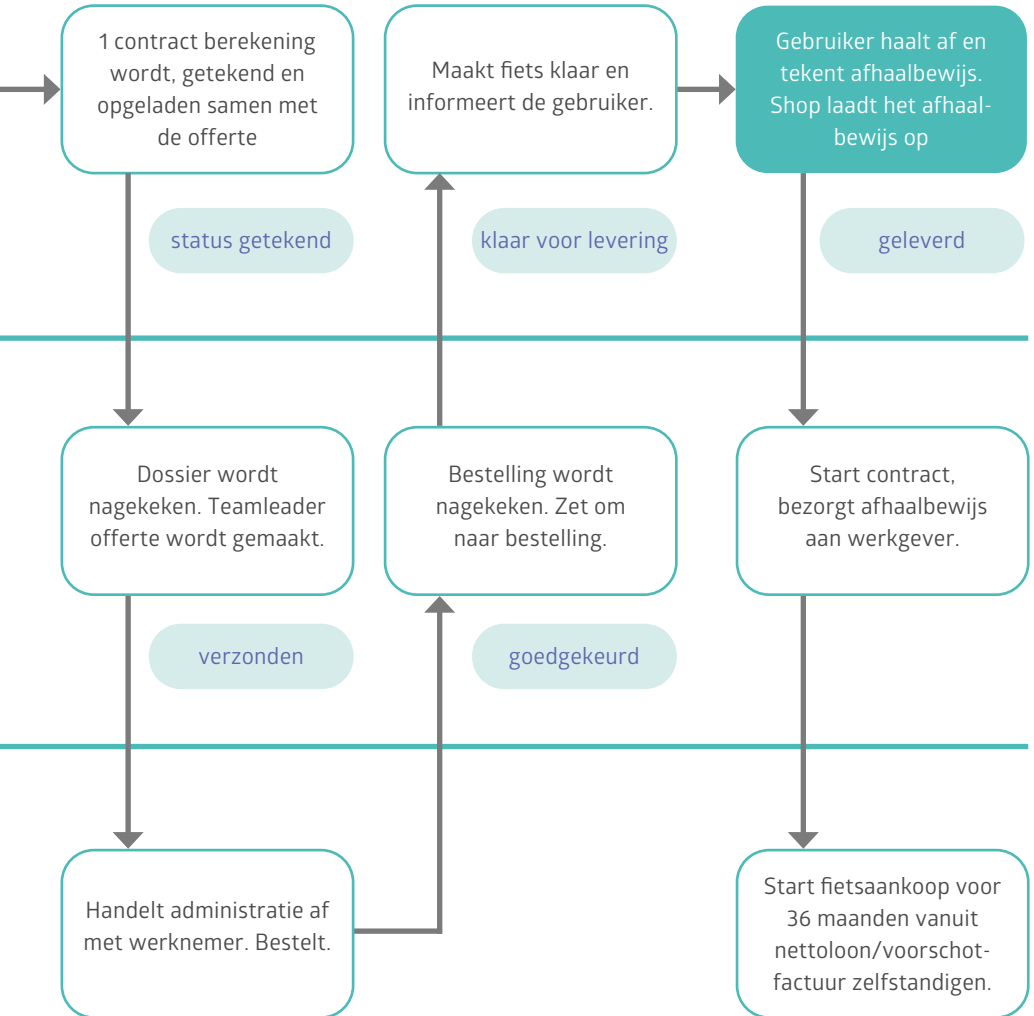 1 contract berekening
wordt, getekend en
opgeladen samen met
de offerte
Maakt fiets klaar en
informeert de gebruiker.
Gebruiker haalt af en
tekent afhaalbewijs.
Shop laadt het afhaal-
bewijs op
status getekend
klaar voor levering
geleverd
Dossier wordt
nagekeken. Teamleader
offerte wordt gemaakt.
Bestelling wordt
nagekeken. Zet om
naar bestelling.
Start contract,
bezorgt afhaalbewijs
aan werkgever.
verzonden
goedgekeurd
Handelt administratie af
met werknemer. Bestelt.
Start fietsaankoop voor
36 maanden vanuit
nettoloon/voorschot-
factuur zelfstandigen.